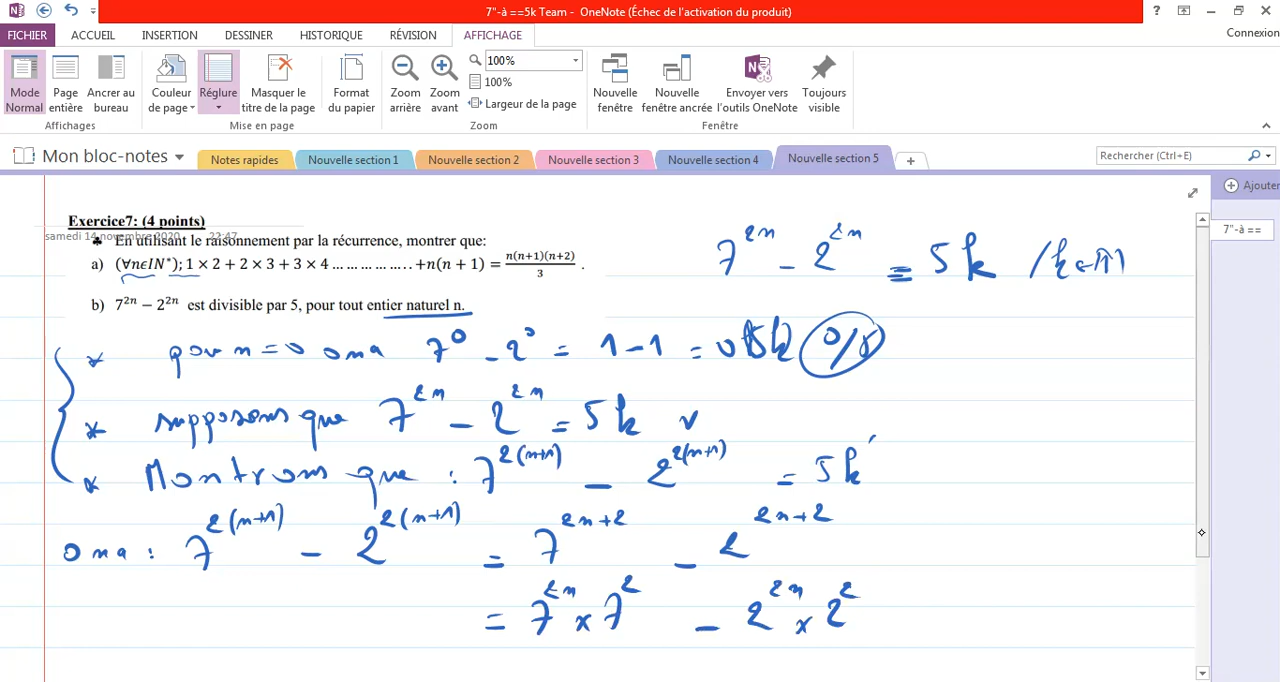 7"-à ==5k Team - OneNote (Échec de l'activation du produit)
FICHIER ACCUEIL INSERTION DESSINER HISTORIQUE RÉVISION AFFICHAGE Connexion
Mode Normal
Page entière
Ancrer au bureau
Couleur de page
Réglure
Masquer le titre de la page
Format du papier
Zoom arrière
Zoom avant
100%
100%
Largeur de la page
Nouvelle fenêtre
Nouvelle fenêtre ancrée
Envoyer vers l'outils OneNote
Toujours visible
Affichages Mise en page Zoom Fenêtre
Mon bloc-notes Notes rapides Nouvelle section 1 Nouvelle section 2 Nouvelle section 3 Nouvelle section 4 Nouvelle section 5 + Rechercher (Ctrl+E)
Ajouter
7"-à ==
Exercice7: (4 points)
samedi 14 novembre 2020 22:47
♣ En utilisant le raisonnement par la récurrence, montrer que:
a) (∀n∈IN*); 1 × 2 + 2 × 3 + 3 × 4 ... ... ... ... .. +n(n + 1) = n(n+1)(n+2)/3 .
b) 7^{2n} − 2^{2n} est divisible par 5, pour tout entier naturel n.
7^{2n} - 2^{2n} = 5k /k∈IN
* pour n=0 ona 7^0 - 2^0 = 1-1 = 0
* supposons que 7^{2n} - 2^{2n} = 5k
* Montrons que : 7^{2(n+1)} - 2^{2(n+1)} = 5k'
ona : 7^{2(n+1)} - 2^{2(n+1)} = 7^{2n+2} - 2^{2n+2}
= 7^{2n} × 7^2 - 2^{2n} × 2^2